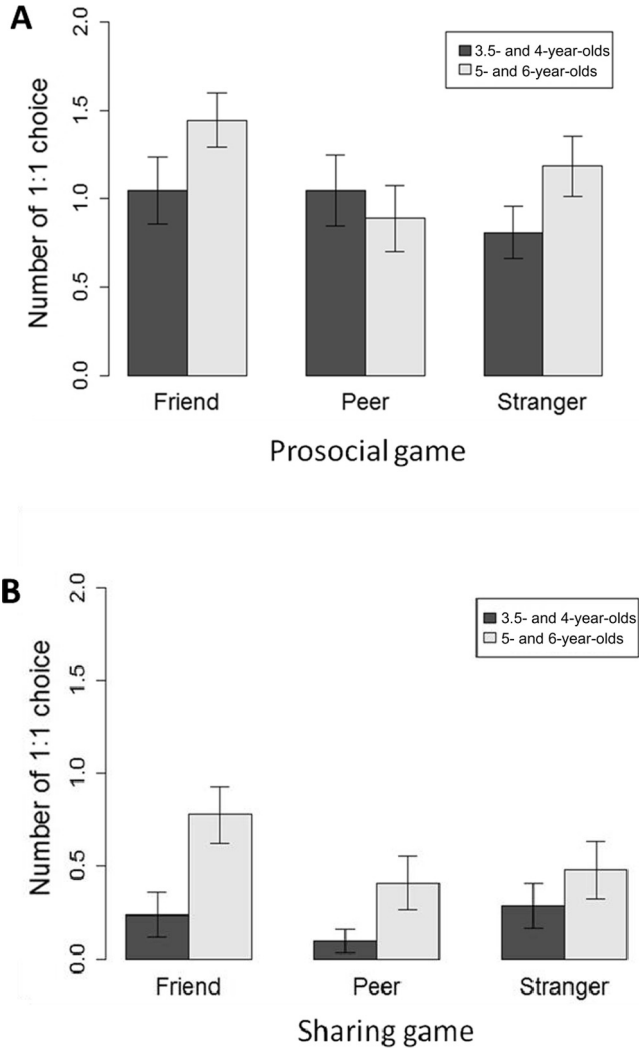 A
3.5- and 4-year-olds
5- and 6-year-olds
Number of 1:1 choice
2.0
1.5
1.0
0.5
0.0
Friend Peer Stranger
Prosocial game
B
3.5- and 4-year-olds
5- and 6-year-olds
Number of 1:1 choice
2.0
1.5
1.0
0.5
0.0
Friend Peer Stranger
Sharing game